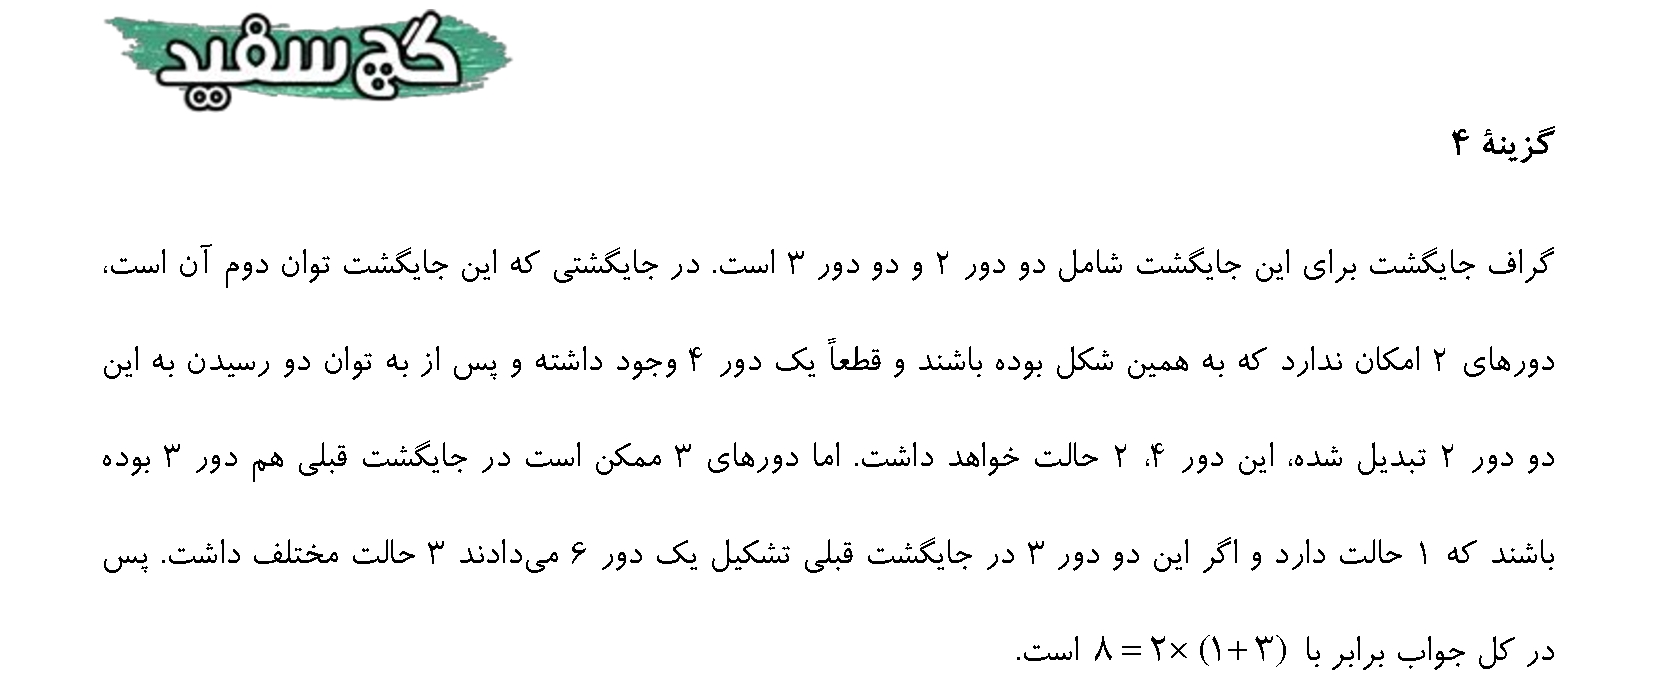 گچ سفید
گزینهٔ ۴
گراف جایگشت برای این جایگشت شامل دو دور ۲ و دو دور ۳ است. در جایگشتی که این جایگشت توان دوم آن است،
دورهای ۲ امکان ندارد که به همین شکل بوده باشند و قطعاً یک دور ۴ وجود داشته و پس از به توان دو رسیدن به این
دو دور ۲ تبدیل شده، این دور ۴، ۲ حالت خواهد داشت. اما دورهای ۳ ممکن است در جایگشت قبلی هم دور ۳ بوده
باشند که ۱ حالت دارد و اگر این دو دور ۳ در جایگشت قبلی تشکیل یک دور ۶ می‌دادند ۳ حالت مختلف داشت. پس
در کل جواب برابر با ۸ = ۲ × (۱ + ۳) است.